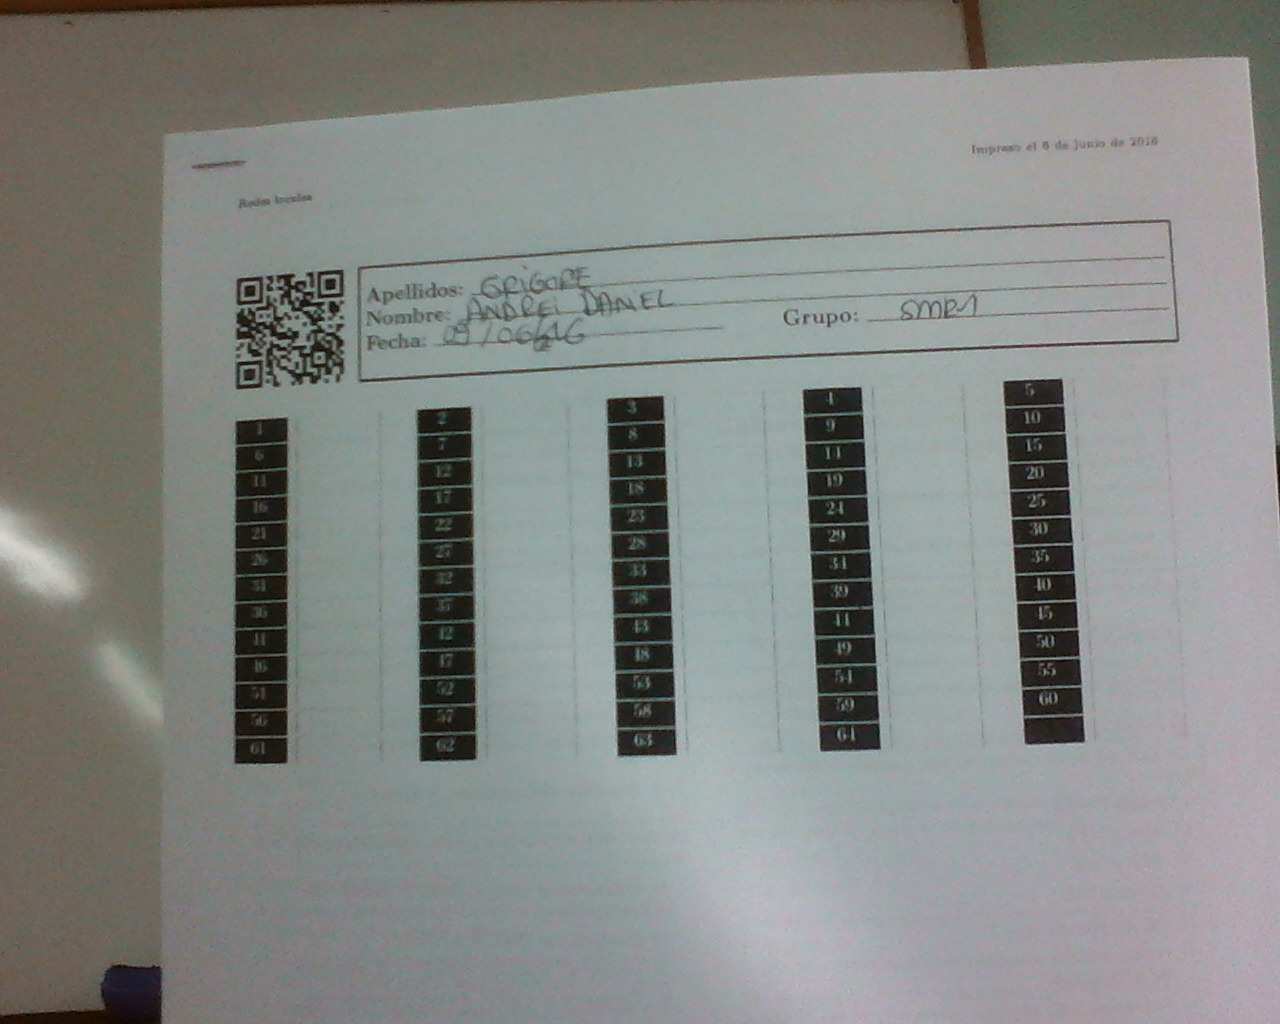 Impreso el 6 de junio de 2016
Redes locales
Apellidos: GRIGORE
Nombre: ANDREI DANIEL
Fecha: 09/06/16
Grupo: SMR1
1 2 3 4 5
6 7 8 9 10
11 12 13 14 15
16 17 18 19 20
21 22 23 24 25
26 27 28 29 30
31 32 33 34 35
36 37 38 39 40
41 42 43 44 45
46 47 48 49 50
51 52 53 54 55
56 57 58 59 60
61 62 63 64